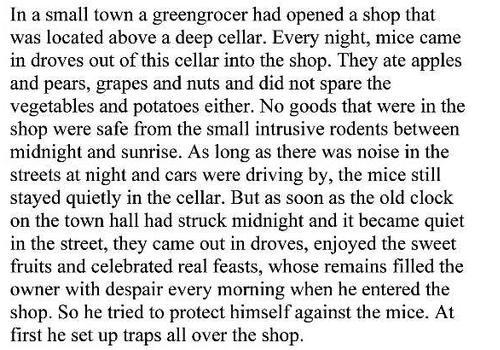 In a small town a greengrocer had opened a shop that
was located above a deep cellar. Every night, mice came
in droves out of this cellar into the shop. They ate apples
and pears, grapes and nuts and did not spare the
vegetables and potatoes either. No goods that were in the
shop were safe from the small intrusive rodents between
midnight and sunrise. As long as there was noise in the
streets at night and cars were driving by, the mice still
stayed quietly in the cellar. But as soon as the old clock
on the town hall had struck midnight and it became quiet
in the street, they came out in droves, enjoyed the sweet
fruits and celebrated real feasts, whose remains filled the
owner with despair every morning when he entered the
shop. So he tried to protect himself against the mice. At
first he set up traps all over the shop.